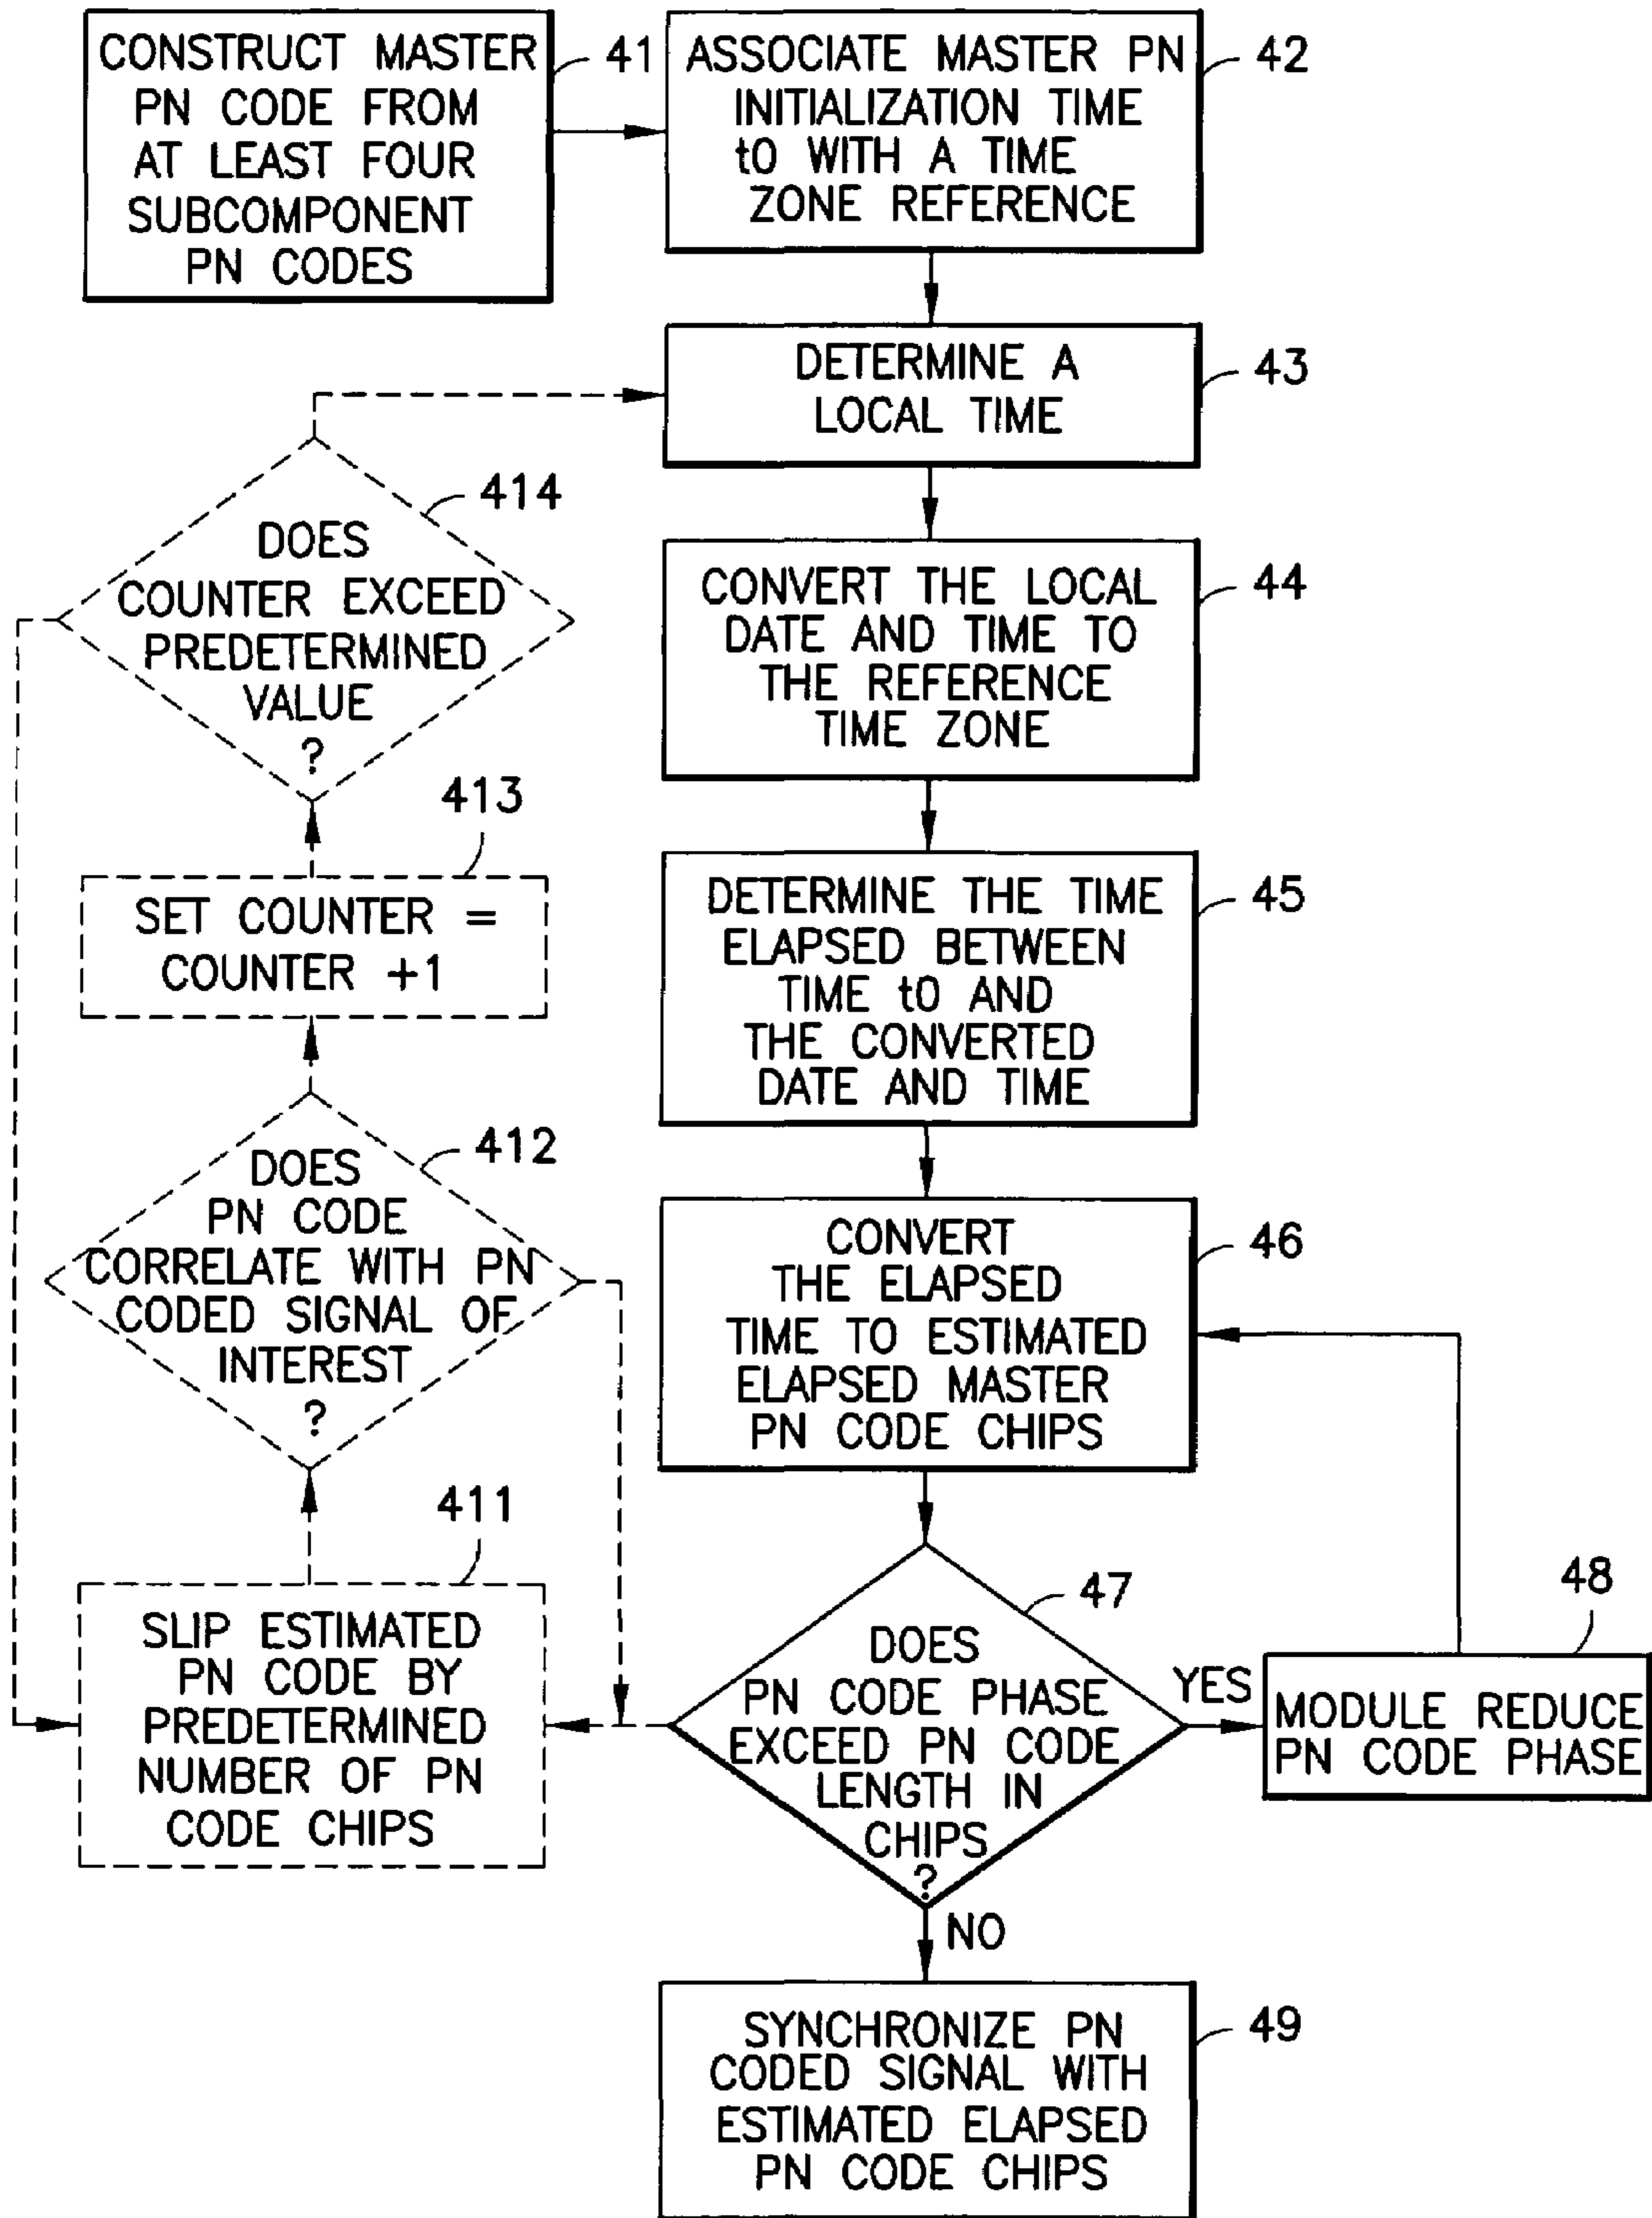 CONSTRUCT MASTER
PN CODE FROM
AT LEAST FOUR
SUBCOMPONENT
PN CODES
41
ASSOCIATE MASTER PN
INITIALIZATION TIME
t0 WITH A TIME
ZONE REFERENCE
42
DETERMINE A
LOCAL TIME
43
CONVERT THE LOCAL
DATE AND TIME TO
THE REFERENCE
TIME ZONE
44
DETERMINE THE TIME
ELAPSED BETWEEN
TIME t0 AND
THE CONVERTED
DATE AND TIME
45
CONVERT
THE ELAPSED
TIME TO ESTIMATED
ELAPSED MASTER
PN CODE CHIPS
46
DOES
PN CODE PHASE
EXCEED PN CODE
LENGTH IN
CHIPS
?
47
YES
MODULE REDUCE
PN CODE PHASE
48
NO
SYNCHRONIZE PN
CODED SIGNAL WITH
ESTIMATED ELAPSED
PN CODE CHIPS
49
SLIP ESTIMATED
PN CODE BY
PREDETERMINED
NUMBER OF PN
CODE CHIPS
411
DOES
PN CODE
CORRELATE WITH PN
CODED SIGNAL OF
INTEREST
?
412
SET COUNTER =
COUNTER +1
413
DOES
COUNTER EXCEED
PREDETERMINED
VALUE
?
414